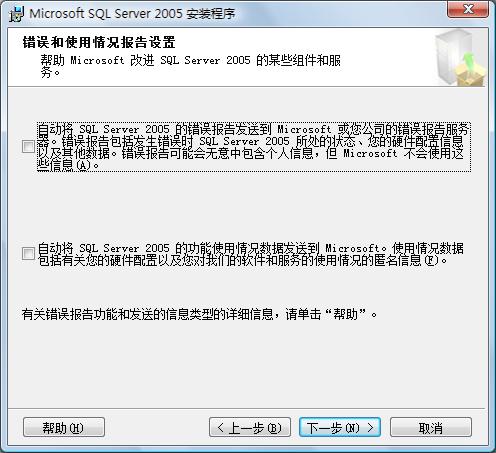 Microsoft SQL Server 2005 安装程序
错误和使用情况报告设置
帮助 Microsoft 改进 SQL Server 2005 的某些组件和服
务。
自动将 SQL Server 2005 的错误报告发送到 Microsoft 或您公司的错误报告服务
器。错误报告包括发生错误时 SQL Server 2005 所处的状态、您的硬件配置信息
以及其他数据。错误报告可能会无意中包含个人信息，但 Microsoft 不会使用这
些信息(A)。
自动将 SQL Server 2005 的功能使用情况数据发送到 Microsoft。使用情况数据
包括有关您的硬件配置以及您对我们的软件和服务的使用情况的匿名信息(F)。
有关错误报告功能和发送的信息类型的详细信息，请单击“帮助”。
帮助(H)
< 上一步(B)
下一步(N) >
取消